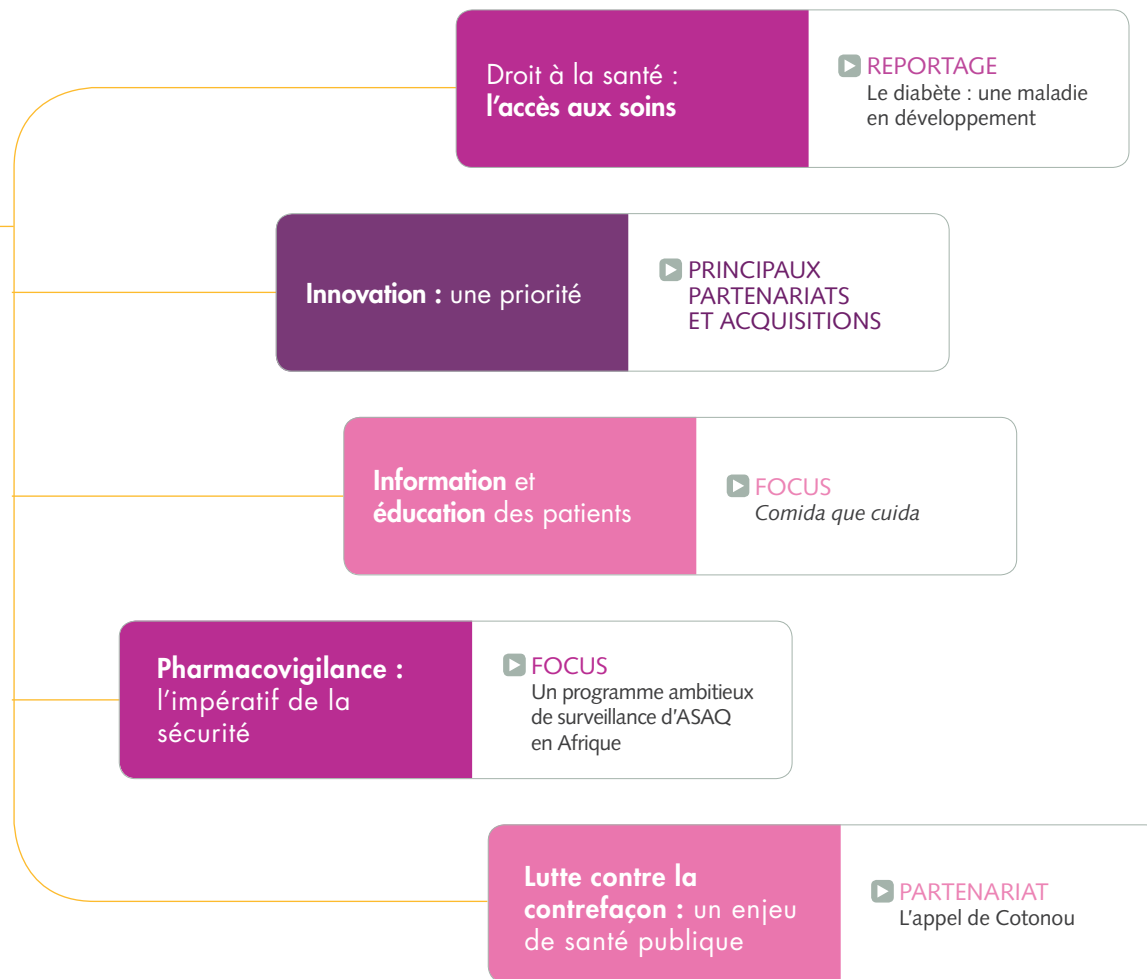 Droit à la santé :
l'accès aux soins
REPORTAGE
Le diabète : une maladie
en développement
Innovation : une priorité
PRINCIPAUX
PARTENARIATS
ET ACQUISITIONS
Information et
éducation des patients
FOCUS
Comida que cuida
Pharmacovigilance :
l'impératif de la
sécurité
FOCUS
Un programme ambitieux
de surveillance d'ASAQ
en Afrique
Lutte contre la
contrefaçon : un enjeu
de santé publique
PARTENARIAT
L'appel de Cotonou